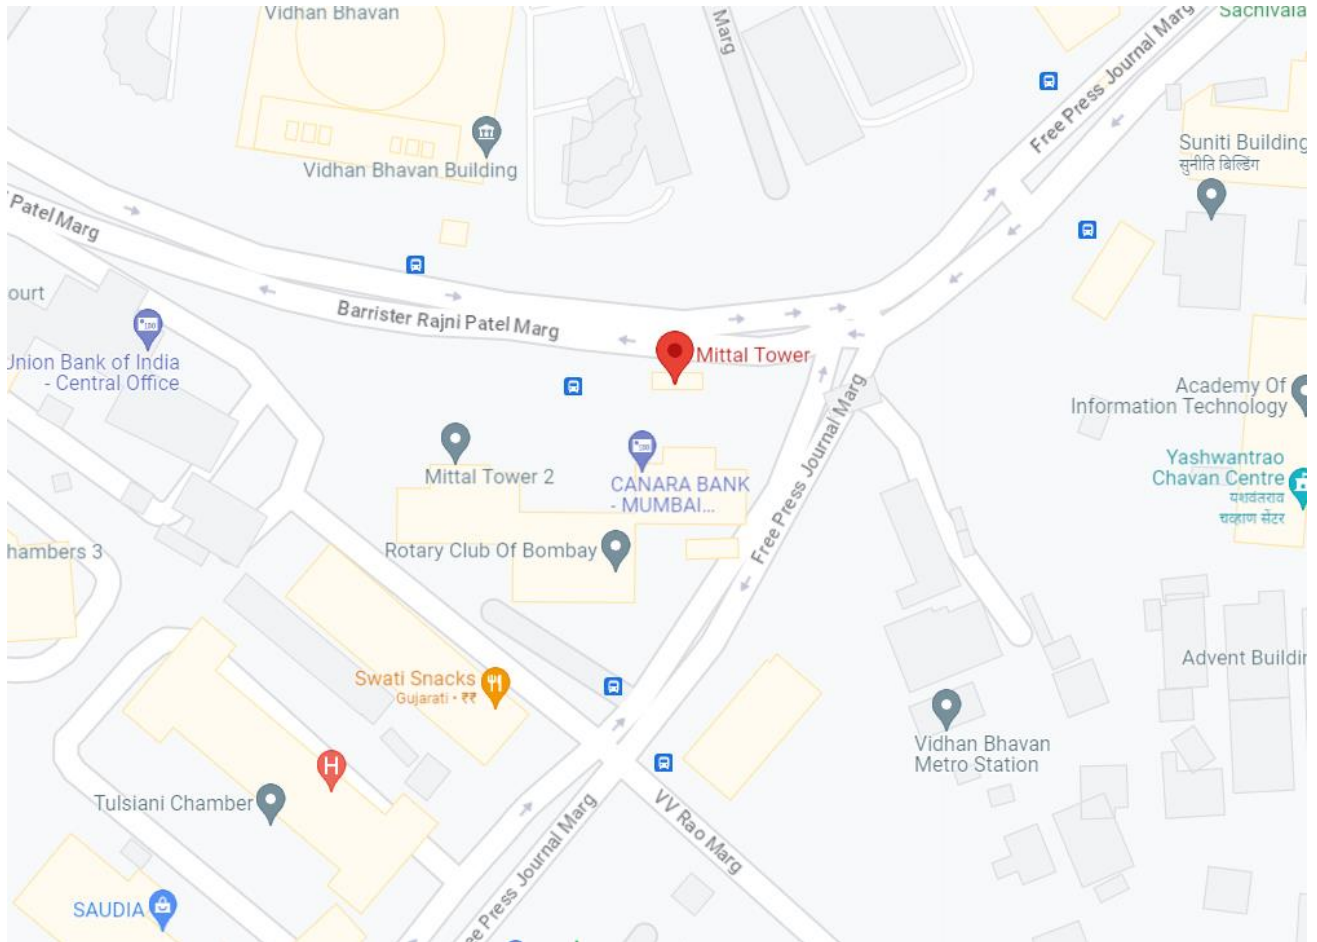 Vidhan Bhavan
Marg
Free Press Journal Marg
Sachivala
Suniti Building
सुनीति बिल्डिंग
Vidhan Bhavan Building
Patel Marg
ourt
Barrister Rajni Patel Marg
Mittal Tower
Union Bank of India
- Central Office
Academy Of
Information Technology
Free Press Journal Marg
Mittal Tower 2
CANARA BANK
- MUMBAI...
Yashwantrao
Chavan Centre
यशवंतराव
चव्हाण सेंटर
hambers 3
Rotary Club Of Bombay
Swati Snacks
Gujarati • ₹₹
Advent Buildin
Vidhan Bhavan
Metro Station
H
Tulsiani Chamber
VV Rao Marg
ee Press Journal Marg
SAUDIA